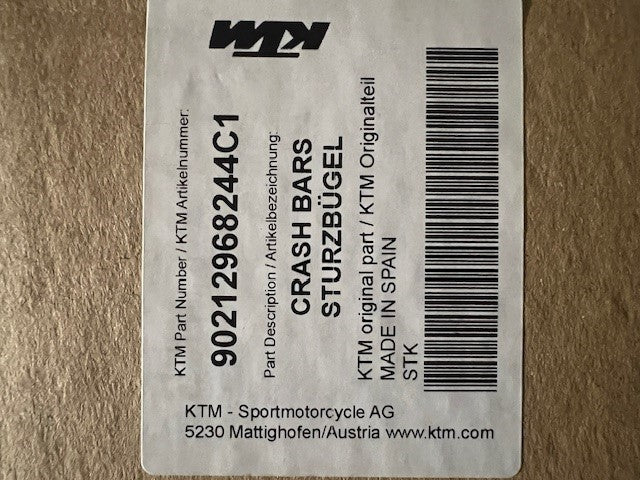 KTM
KTM Part Number / KTM Artikelnummer:
90212968244C1
Part Description / Artikelbezeichnung:
CRASH BARS
STURZBÜGEL
KTM original part / KTM Originalteil
MADE IN SPAIN
STK
KTM - Sportmotorcycle AG
5230 Mattighofen/Austria www.ktm.com